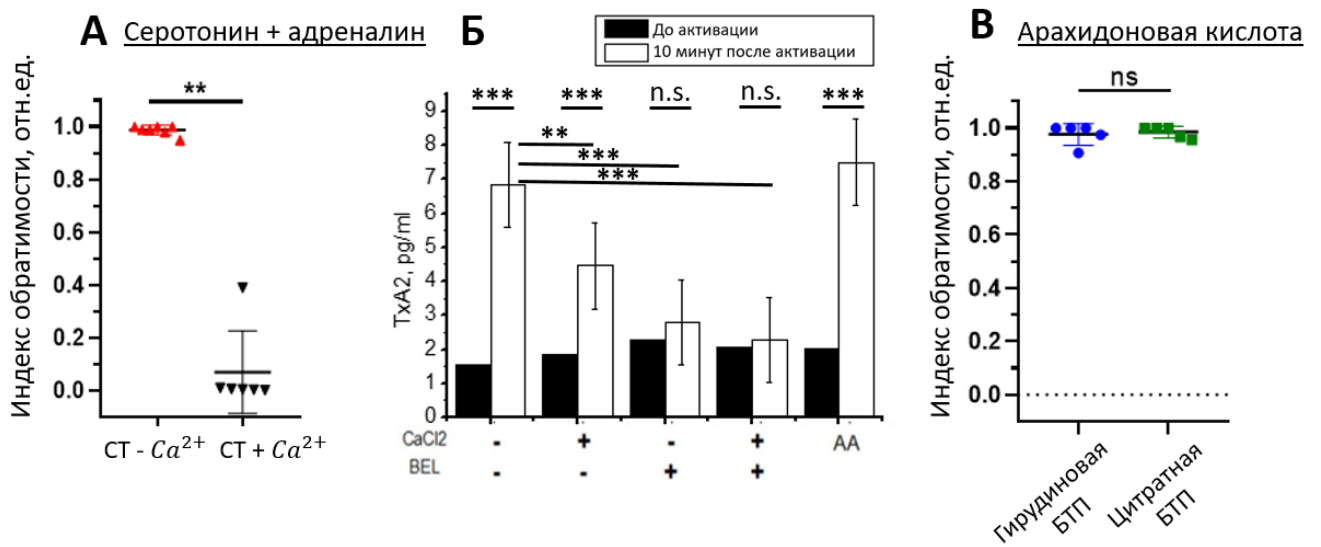 А Серотонин + адреналин
Индекс обратимости, отн.ед.
**
1.0
0.8
0.6
0.4
0.2
0.0
СТ - Ca²⁺ СТ + Ca²⁺
Б
До активации
10 минут после активации
*** *** n.s. n.s. ***
**
***
***
TxA2, pg/ml
9
8
7
6
5
4
3
2
1
0
CaCl2 - + - + AA
BEL - - + +
В Арахидоновая кислота
Индекс обратимости, отн.ед.
ns
1.0
0.8
0.6
0.4
0.2
0.0
Гирудиновая
БТП
Цитратная
БТП